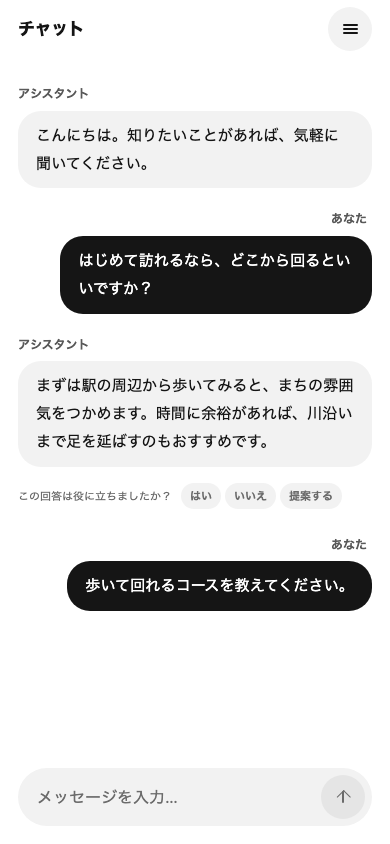 チャット
アシスタント
こんにちは。知りたいことがあれば、気軽に
聞いてください。
あなた
はじめて訪れるなら、どこから回るとい
いですか？
アシスタント
まずは駅の周辺から歩いてみると、まちの雰囲
気をつかめます。時間に余裕があれば、川沿い
まで足を延ばすのもおすすめです。
この回答は役に立ちましたか？ はい いいえ 提案する
あなた
歩いて回れるコースを教えてください。
メッセージを入力...